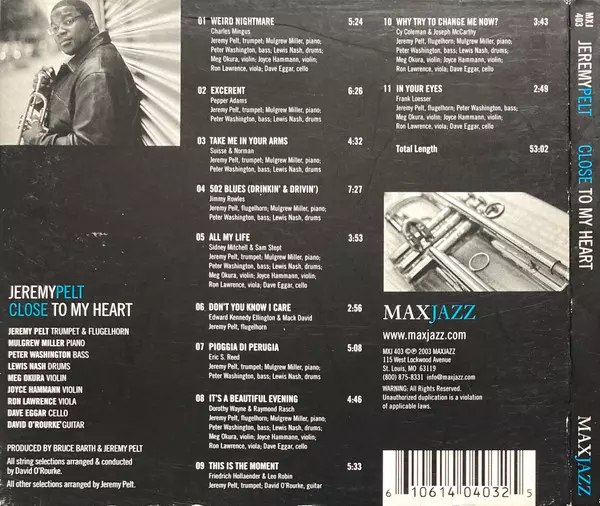 JEREMYPELT
CLOSE TO MY HEART
JEREMY PELT TRUMPET & FLUGELHORN
MULGREW MILLER PIANO
PETER WASHINGTON BASS
LEWIS NASH DRUMS
MEG OKURA VIOLIN
JOYCE HAMMANN VIOLIN
RON LAWRENCE VIOLA
DAVE EGGAR CELLO
DAVID O'ROURKE GUITAR
PRODUCED BY BRUCE BARTH & JEREMY PELT
All string selections arranged & conducted
by David O'Rourke.
All other selections arranged by Jeremy Pelt.
01 WEIRD NIGHTMARE 5:24
Charles Mingus
Jeremy Pelt, trumpet; Mulgrew Miller, piano;
Peter Washington, bass; Lewis Nash, drums;
Meg Okura, violin; Joyce Hammann, violin;
Ron Lawrence, viola; Dave Eggar, cello
02 EXCERENT 6:26
Pepper Adams
Jeremy Pelt, trumpet; Mulgrew Miller, piano;
Peter Washington, bass; Lewis Nash, drums
03 TAKE ME IN YOUR ARMS 4:32
Suisse & Norman
Jeremy Pelt, trumpet; Mulgrew Miller, piano;
Peter Washington, bass; Lewis Nash, drums
04 502 BLUES (DRINKIN' & DRIVIN') 7:27
Jimmy Rowles
Jeremy Pelt, flugelhorn; Mulgrew Miller, piano;
Peter Washington, bass; Lewis Nash, drums
05 ALL MY LIFE 3:53
Sidney Mitchell & Sam Stept
Jeremy Pelt, flugelhorn; Mulgrew Miller, piano;
Peter Washington, bass; Lewis Nash, drums;
Meg Okura, violin; Joyce Hammann, violin;
Ron Lawrence, viola; Dave Eggar, cello
06 DON'T YOU KNOW I CARE 2:56
Edward Kennedy Ellington & Mack David
Jeremy Pelt, flugelhorn
07 PIOGGIA DI PERUGIA 5:08
Eric S. Reed
Jeremy Pelt, trumpet; Mulgrew Miller, piano;
Peter Washington, bass; Lewis Nash, drums
08 IT'S A BEAUTIFUL EVENING 4:46
Dorothy Wayne & Raymond Rasch
Jeremy Pelt, flugelhorn; Mulgrew Miller, piano;
Peter Washington, bass; Lewis Nash, drums;
Meg Okura, violin; Joyce Hammann, violin;
Ron Lawrence, viola; Dave Eggar, cello
09 THIS IS THE MOMENT 5:33
Friedrich Hollaender & Leo Robin
Jeremy Pelt, trumpet; David O'Rourke, guitar
10 WHY TRY TO CHANGE ME NOW? 3:43
Cy Coleman & Joseph McCarthy
Jeremy Pelt, flugelhorn; Mulgrew Miller, piano;
Peter Washington, bass; Lewis Nash, drums;
Meg Okura, violin; Joyce Hammann, violin;
Ron Lawrence, viola; Dave Eggar, cello
11 IN YOUR EYES 2:49
Frank Loesser
Jeremy Pelt, flugelhorn; Peter Washington, bass;
Meg Okura, violin; Joyce Hammann, violin;
Ron Lawrence, viola; Dave Eggar, cello
Total Length 53:02
MAXJAZZ
www.maxjazz.com
MXJ 403 ©℗ 2003 MAXJAZZ
115 West Lockwood Avenue
St. Louis, MO 63119
(800) 875-8331 info@maxjazz.com
WARNING: All Rights Reserved.
Unauthorized duplication is a violation
of applicable laws.
6 10614 04032 5
MXJ
403
JEREMYPELT CLOSE TO MY HEART
MAXJAZZ